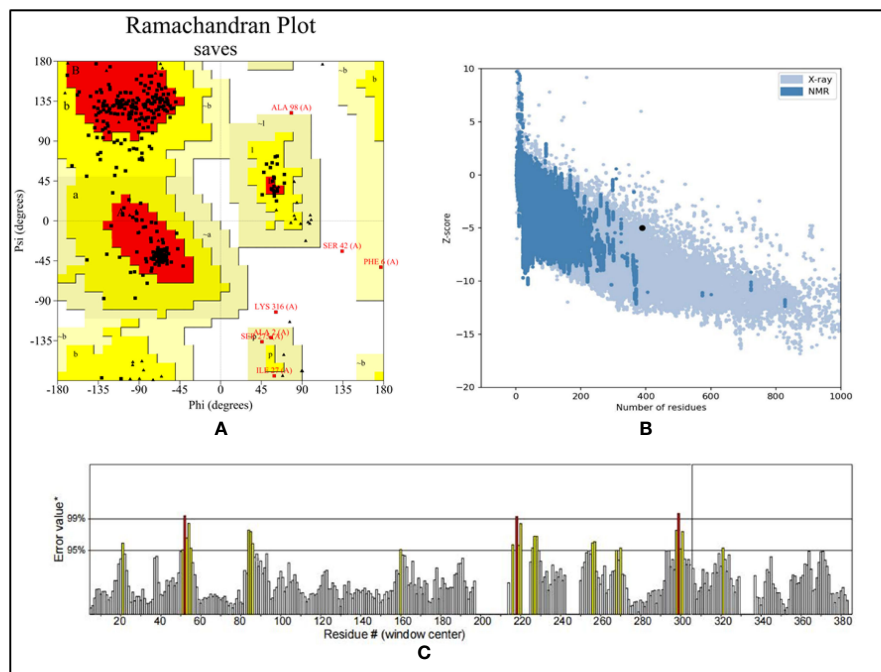 Ramachandran Plot
saves
180
135
90
45
0
-45
-90
-135
-180
Psi (degrees)
B
b
a
~a
~b
~b
b
b
~b
~l
l
p
b
~b
b
~b
ALA 98 (A)
SER 42 (A)
PHE 6 (A)
LYS 316 (A)
ALA 2 (A)
ILE 27 (A)
-180 -135 -90 -45 0 45 90 135 180
Phi (degrees)
A
10
5
0
−5
−10
−15
−20
Z-score
X-ray
NMR
0 200 400 600 800 1000
Number of residues
B
Error value*
99%
95%
20 40 60 80 100 120 140 160 180 200 220 240 260 280 300 320 340 360 380
Residue # (window center)
C